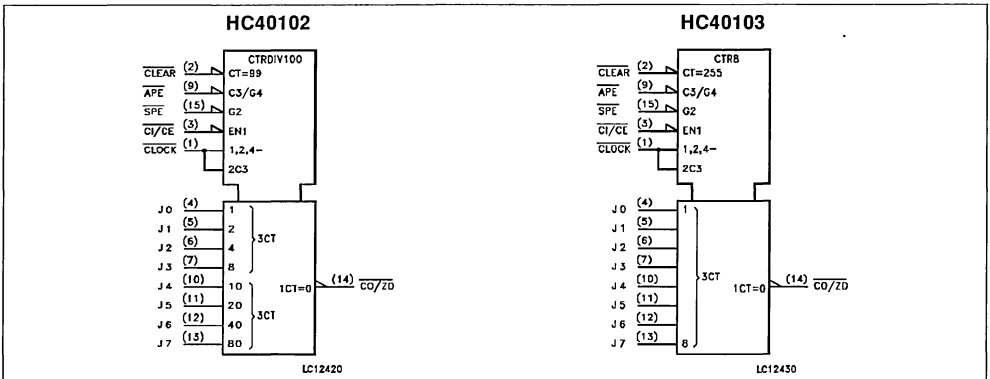 HC40102
HC40103
CTRDIV100
CLEAR (2) CT=99
APE (9) C3/G4
SPE (15) G2
CI/CE (3) EN1
CLOCK (1) 1,2,4−
2C3
J0 (4) 1
J1 (5) 2
J2 (6) 4
J3 (7) 8
3CT
J4 (10) 10
J5 (11) 20
J6 (12) 40
J7 (13) 80
3CT
1CT=0 (14) CO/ZD
LC12420
CTR8
CLEAR (2) CT=255
APE (9) C3/G4
SPE (15) G2
CI/CE (3) EN1
CLOCK (1) 1,2,4−
2C3
J0 (4) 1
J1 (5)
J2 (6)
J3 (7)
J4 (10)
J5 (11)
J6 (12)
J7 (13) 8
3CT
1CT=0 (14) CO/ZD
LC12430